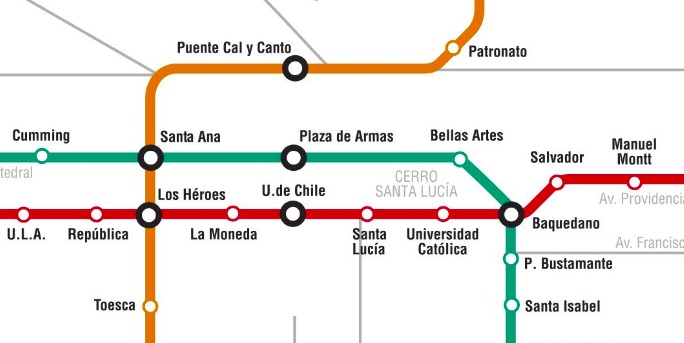 Puente Cal y Canto
Patronato
Cumming
Santa Ana
Plaza de Armas
Bellas Artes
Salvador
Manuel
Montt
tedral
CERRO
SANTA LUCÍA
Los Héroes
U.de Chile
Av. Providencia
U.L.A.
República
La Moneda
Santa
Lucía
Universidad
Católica
Baquedano
Av. Francisc
P. Bustamante
Toesca
Santa Isabel